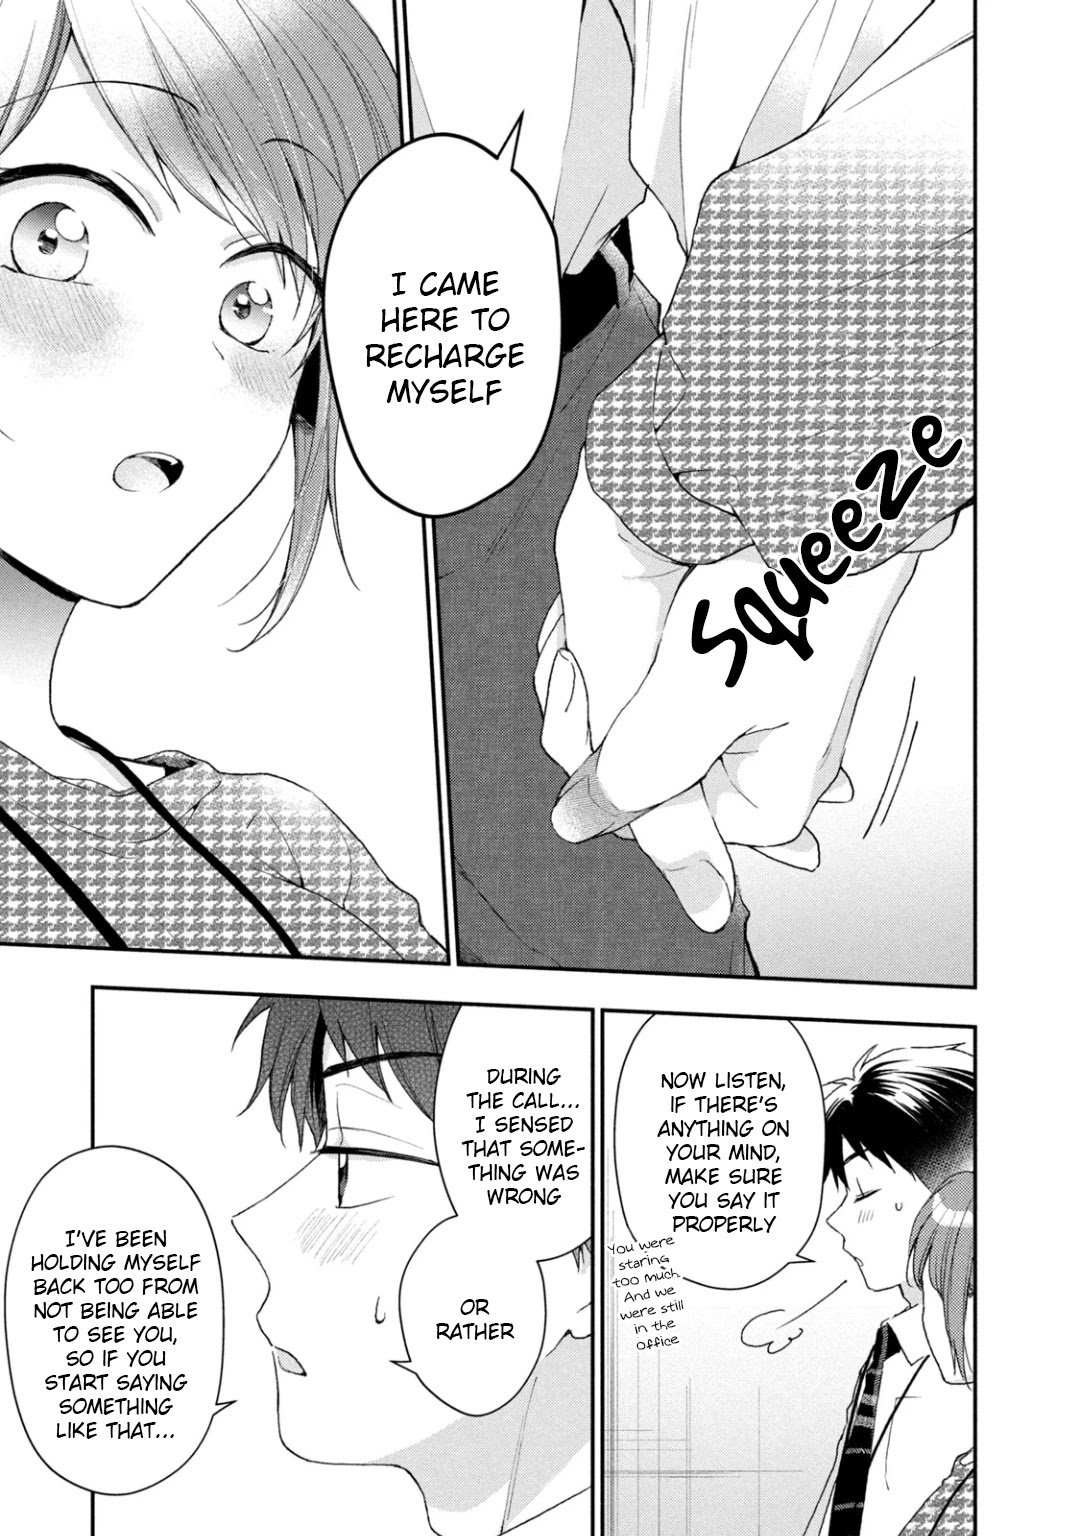 Squeeze
I CAME
HERE TO
RECHARGE
MYSELF
NOW LISTEN,
IF THERE'S
ANYTHING ON
YOUR MIND,
MAKE SURE
YOU SAY IT
PROPERLY
You were
staring
too much.
And we
were still
in the
office
DURING
THE CALL...
I SENSED
THAT SOME-
THING WAS
WRONG
OR
RATHER
I'VE BEEN
HOLDING MYSELF
BACK TOO FROM
NOT BEING ABLE
TO SEE YOU,
SO IF YOU
START SAYING
SOMETHING
LIKE THAT...